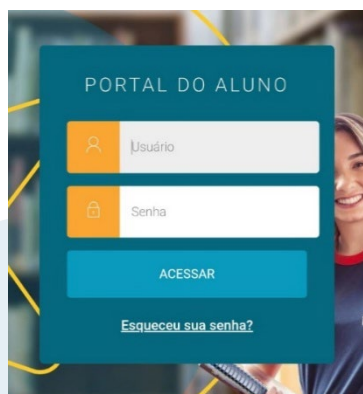 PORTAL DO ALUNO
Usuário
Senha
ACESSAR
Esqueceu sua senha?